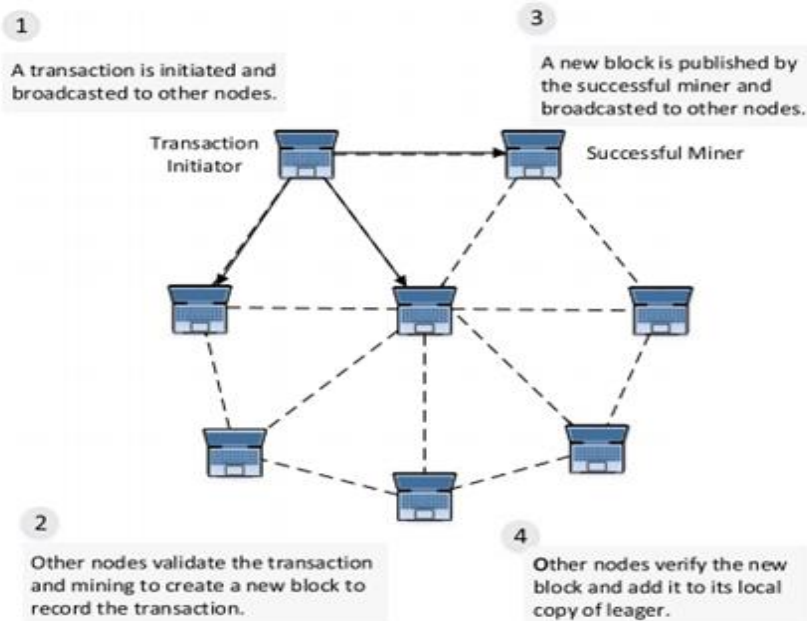 1
A transaction is initiated and
broadcasted to other nodes.
3
A new block is published by
the successful miner and
broadcasted to other nodes.
Transaction
Initiator
Successful Miner
2
Other nodes validate the transaction
and mining to create a new block to
record the transaction.
4
Other nodes verify the new
block and add it to its local
copy of leager.